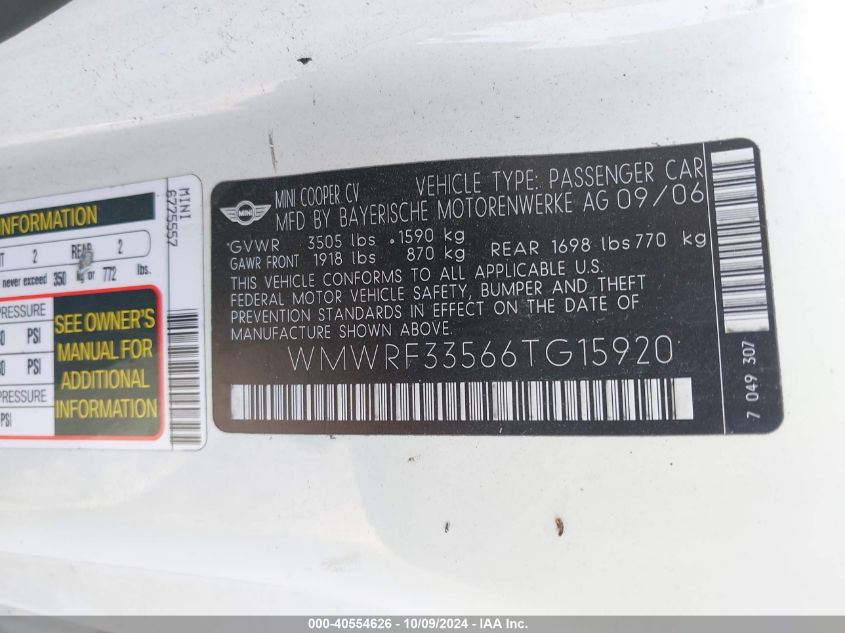 MINI
6775557
INFORMATION
2 REAR 2
never exceed 350 kg or 772 lbs.
PRESSURE
PSI
PSI
PRESSURE
PSI
SEE OWNER'S
MANUAL FOR
ADDITIONAL
INFORMATION
MINI
MINI COOPER CV VEHICLE TYPE: PASSENGER CAR
MFD BY BAYERISCHE MOTORENWERKE AG 09/06
GVWR 3505 lbs 1590 kg
GAWR FRONT 1918 lbs 870 kg REAR 1698 lbs 770 kg
THIS VEHICLE CONFORMS TO ALL APPLICABLE U.S.
FEDERAL MOTOR VEHICLE SAFETY, BUMPER AND THEFT
PREVENTION STANDARDS IN EFFECT ON THE DATE OF
MANUFACTURE SHOWN ABOVE.
WMWRF33566TG15920
7 049 307
000-40554626 - 10/09/2024 - IAA Inc.